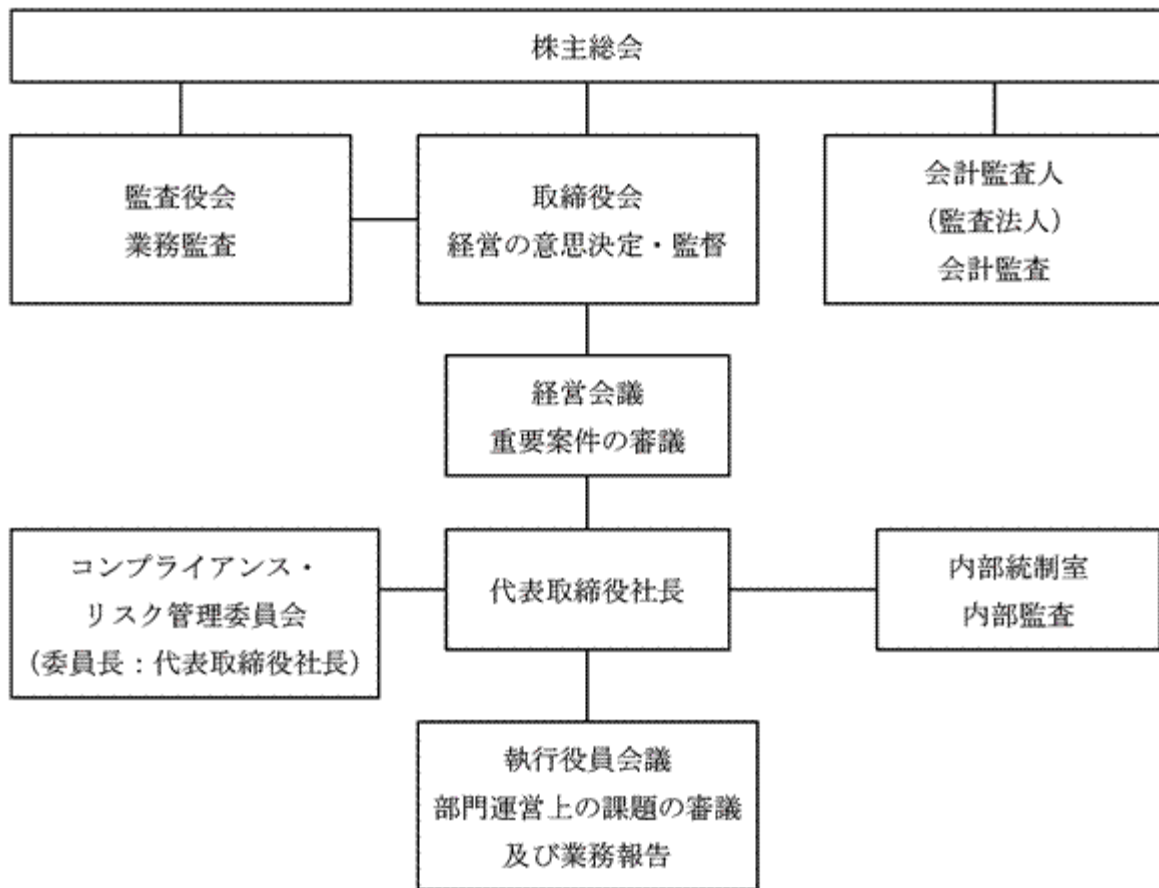 株主総会
監査役会
業務監査
取締役会
経営の意思決定・監督
会計監査人
(監査法人)
会計監査
経営会議
重要案件の審議
コンプライアンス・
リスク管理委員会
(委員長：代表取締役社長)
代表取締役社長
内部統制室
内部監査
執行役員会議
部門運営上の課題の審議
及び業務報告